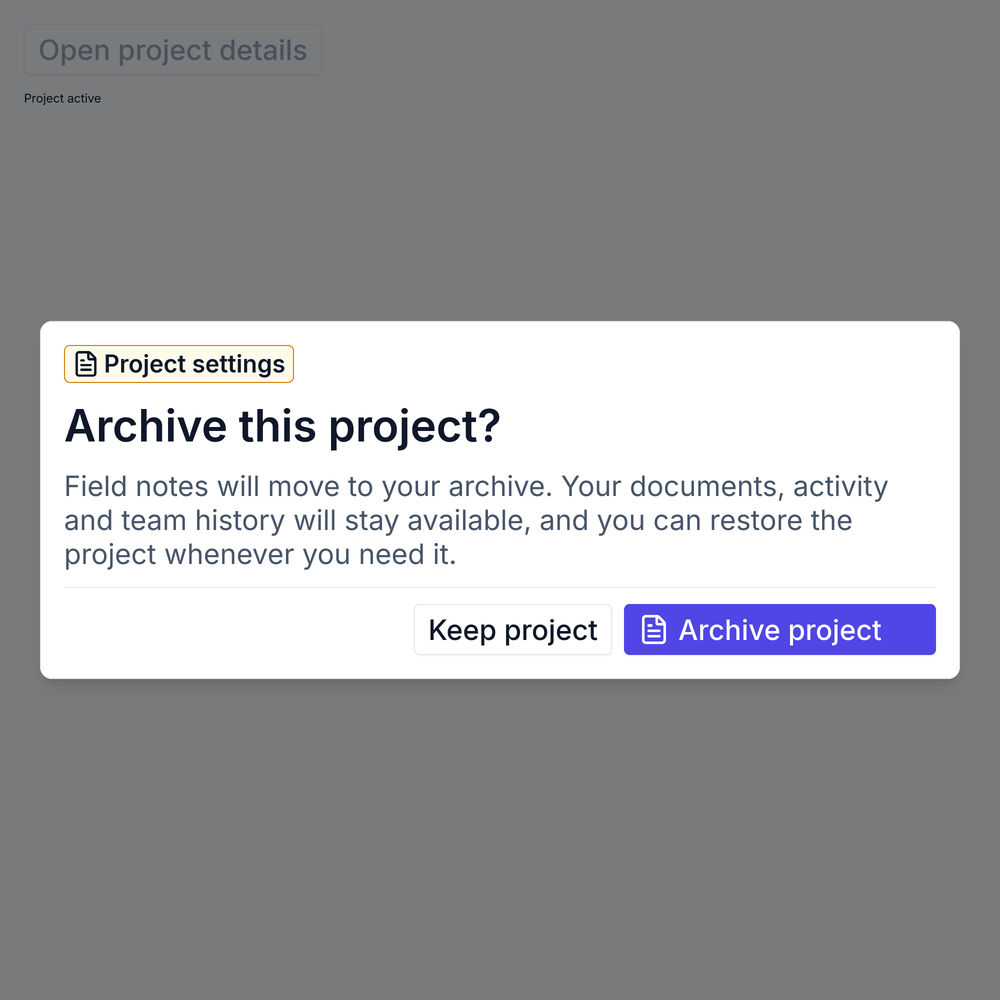 Open project details
Project active
Project settings
Archive this project?
Field notes will move to your archive. Your documents, activity
and team history will stay available, and you can restore the
project whenever you need it.
Keep project
Archive project